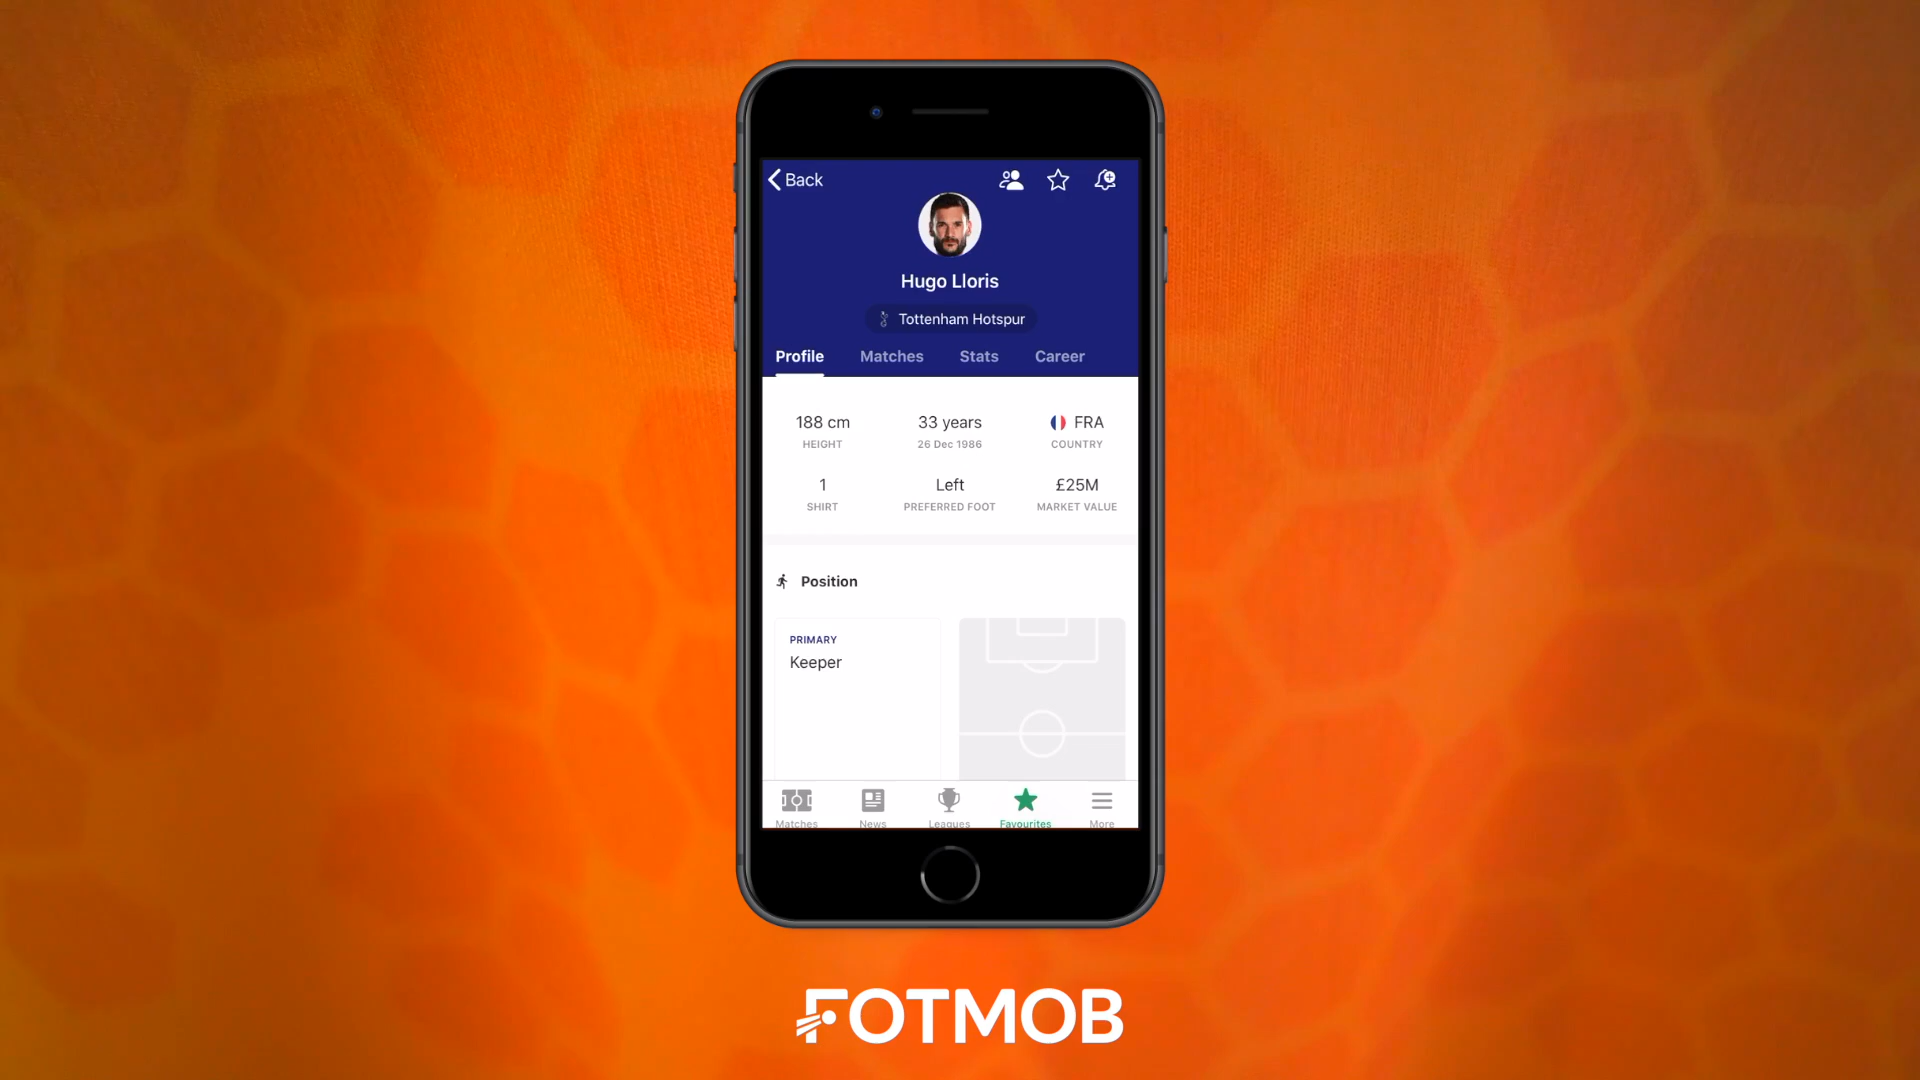 Back
Hugo Lloris
Tottenham Hotspur
Profile Matches Stats Career
188 cm 33 years FRA
HEIGHT 26 Dec 1986 COUNTRY
1 Left £25M
SHIRT PREFERRED FOOT MARKET VALUE
Position
PRIMARY
Keeper
Matches News Leagues Favourites More
FOTMOB